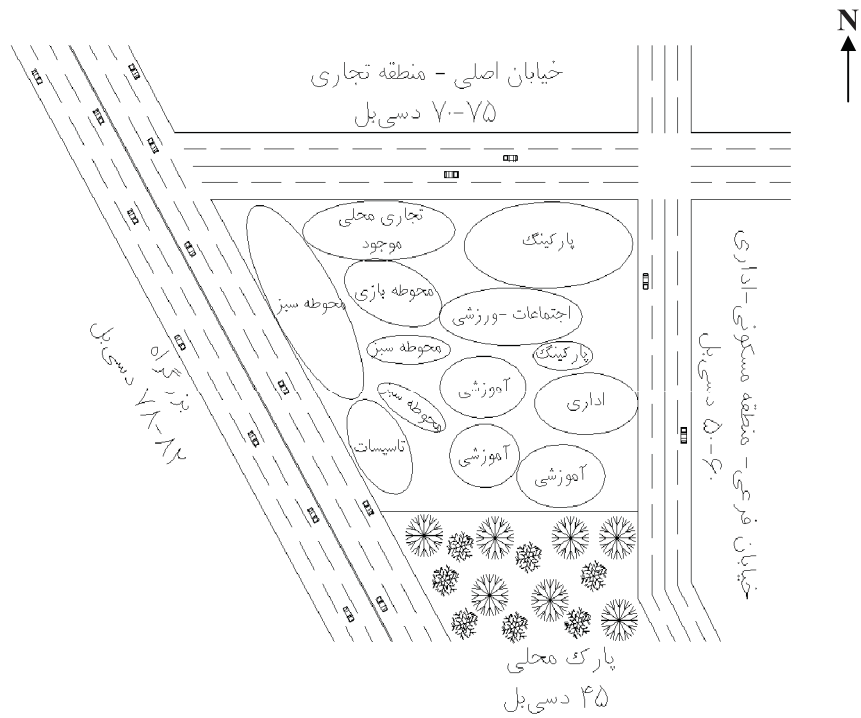 N
خیابان اصلی - منطقه تجاری
۷۰-۷۵ دسی‌بل
تجاری محلی
موجود
پارکینگ
محوطه سبز
محوطه بازی
اجتماعات -ورزشی
محوطه سبز
پارکینگ
آموزشی
محوطه سبز
اداری
تاسیسات
آموزشی
آموزشی
بزرگراه
۷۸-۸۲ دسی‌بل
خیابان فرعی- منطقه مسکونی-اداری
۵۰-۶۰ دسی‌بل
پارک محلی
۴۵ دسی‌بل